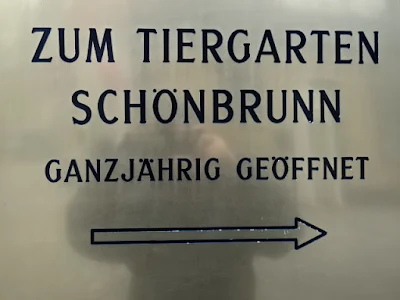 ZUM TIERGARTEN
SCHÖNBRUNN
GANZJÄHRIG GEÖFFNET